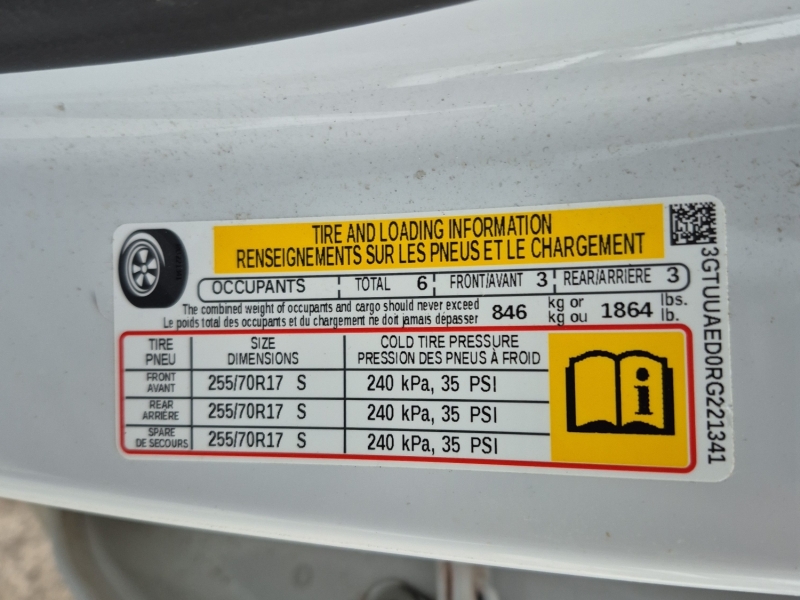 TIRE AND LOADING INFORMATION
RENSEIGNEMENTS SUR LES PNEUS ET LE CHARGEMENT
OCCUPANTS TOTAL 6 FRONT/AVANT 3 REAR/ARRIÈRE 3
The combined weight of occupants and cargo should never exceed 846 kg or 1864 lbs.
Le poids total des occupants et du chargement ne doit jamais dépasser kg ou lb.
TIRE SIZE COLD TIRE PRESSURE
PNEU DIMENSIONS PRESSION DES PNEUS À FROID
FRONT
AVANT 255/70R17 S 240 kPa, 35 PSI
REAR
ARRIÈRE 255/70R17 S 240 kPa, 35 PSI
SPARE
DE SECOURS 255/70R17 S 240 kPa, 35 PSI
3GTUUAED0RG221341